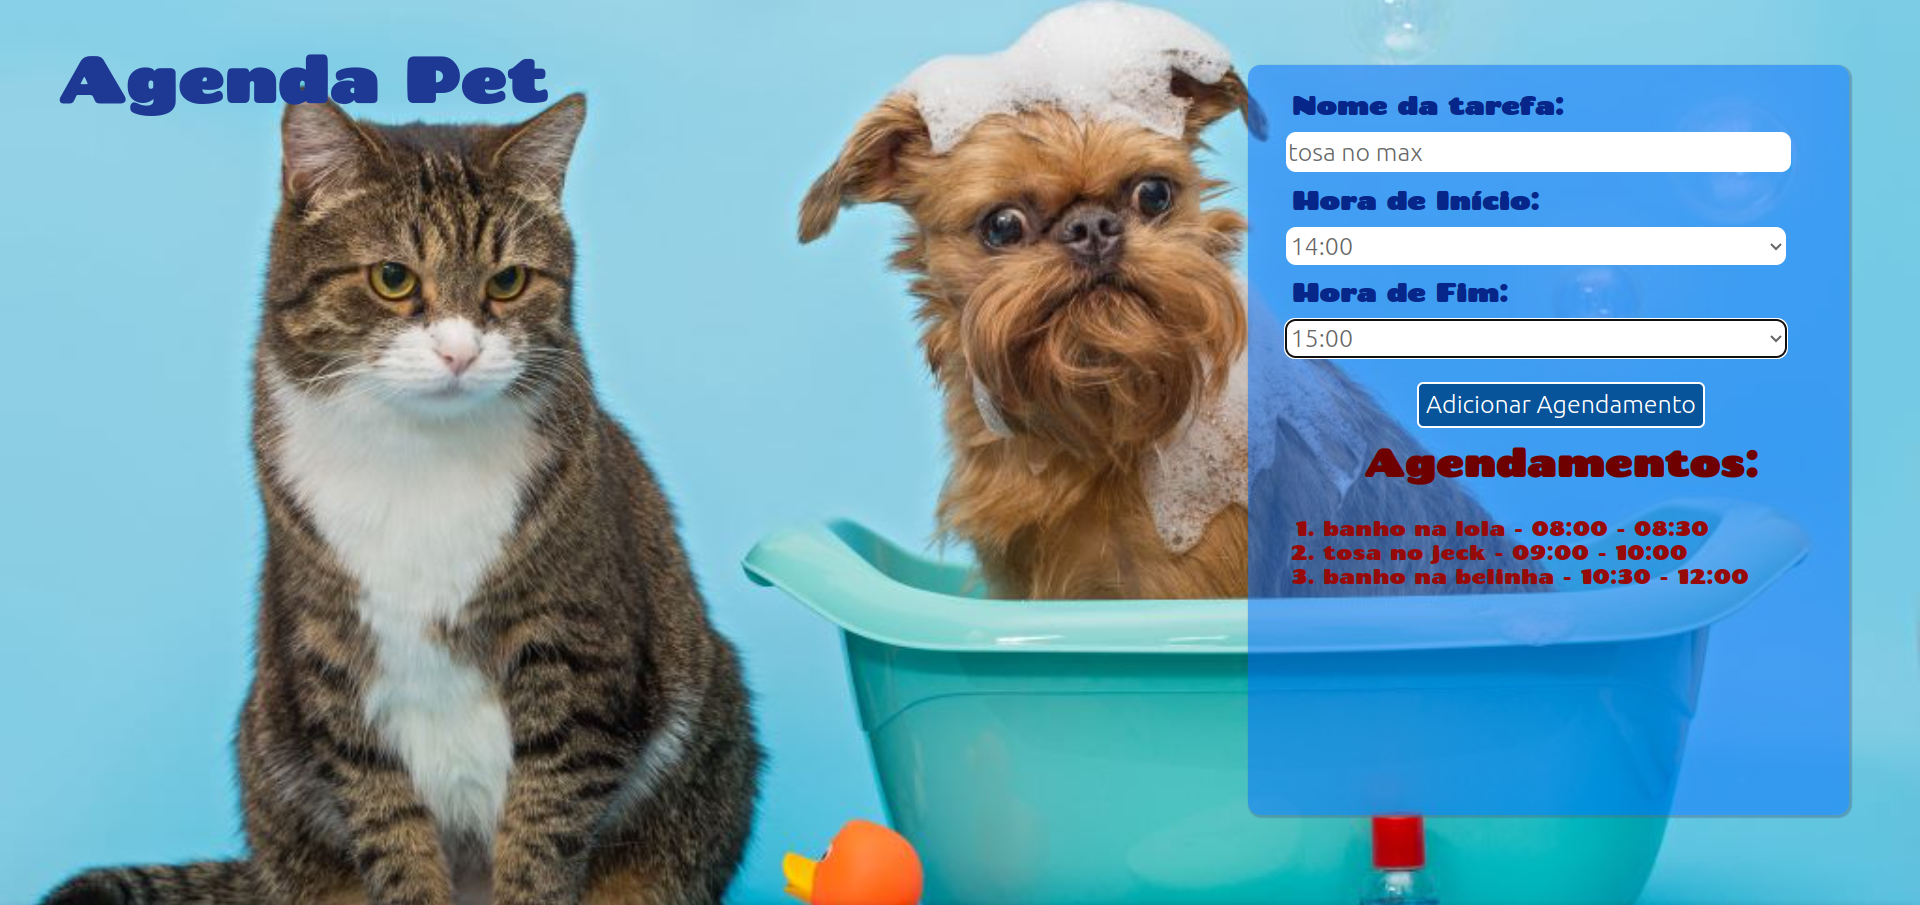 Agenda Pet
Nome da tarefa:
tosa no max
Hora de Início:
14:00
Hora de Fim:
15:00
Adicionar Agendamento
Agendamentos:
1. banho na lola - 08:00 - 08:30
2. tosa no jeck - 09:00 - 10:00
3. banho na belinha - 10:30 - 12:00